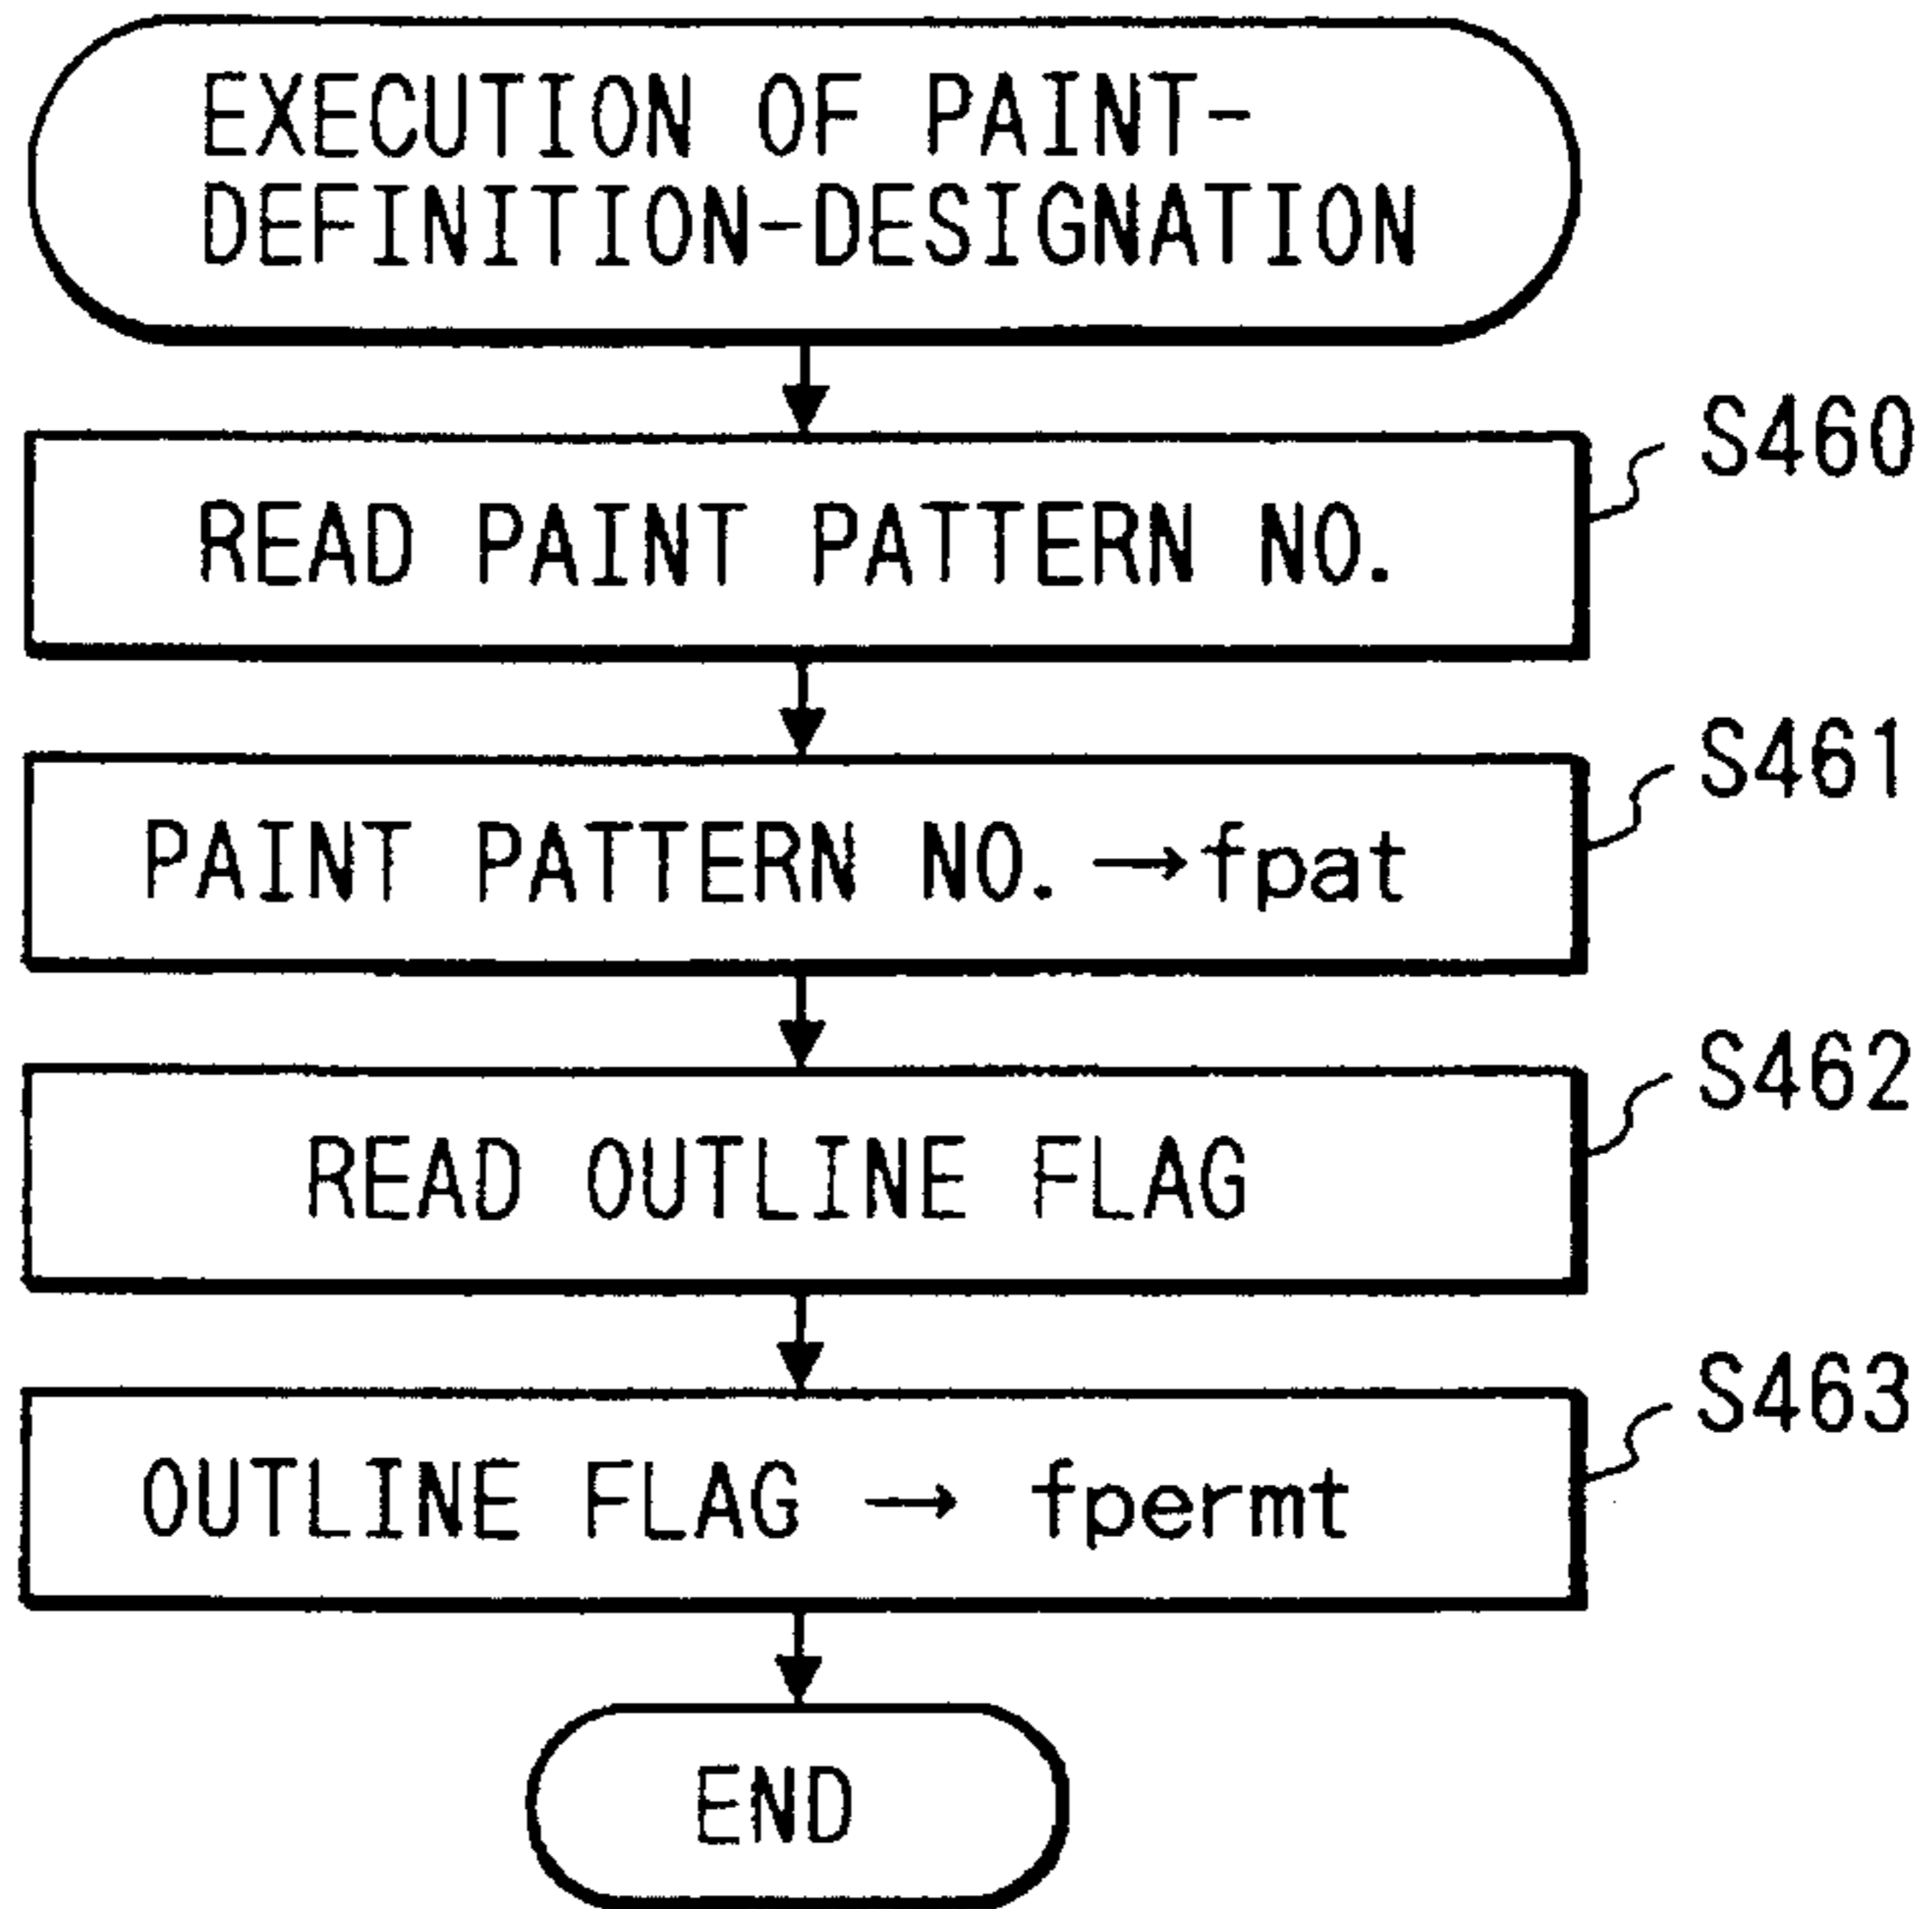 EXECUTION OF PAINT-
DEFINITION-DESIGNATION
S460
READ PAINT PATTERN NO.
S461
PAINT PATTERN NO. →fpat
S462
READ OUTLINE FLAG
S463
OUTLINE FLAG → fpermt
END